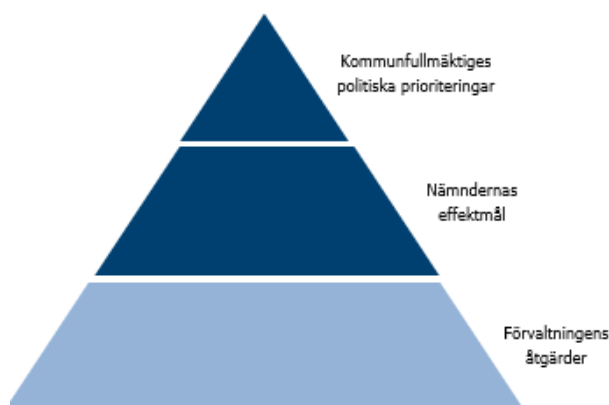 Kommunfullmäktiges
politiska prioriteringar
Nämndernas
effektmål
Förvaltningens
åtgärder